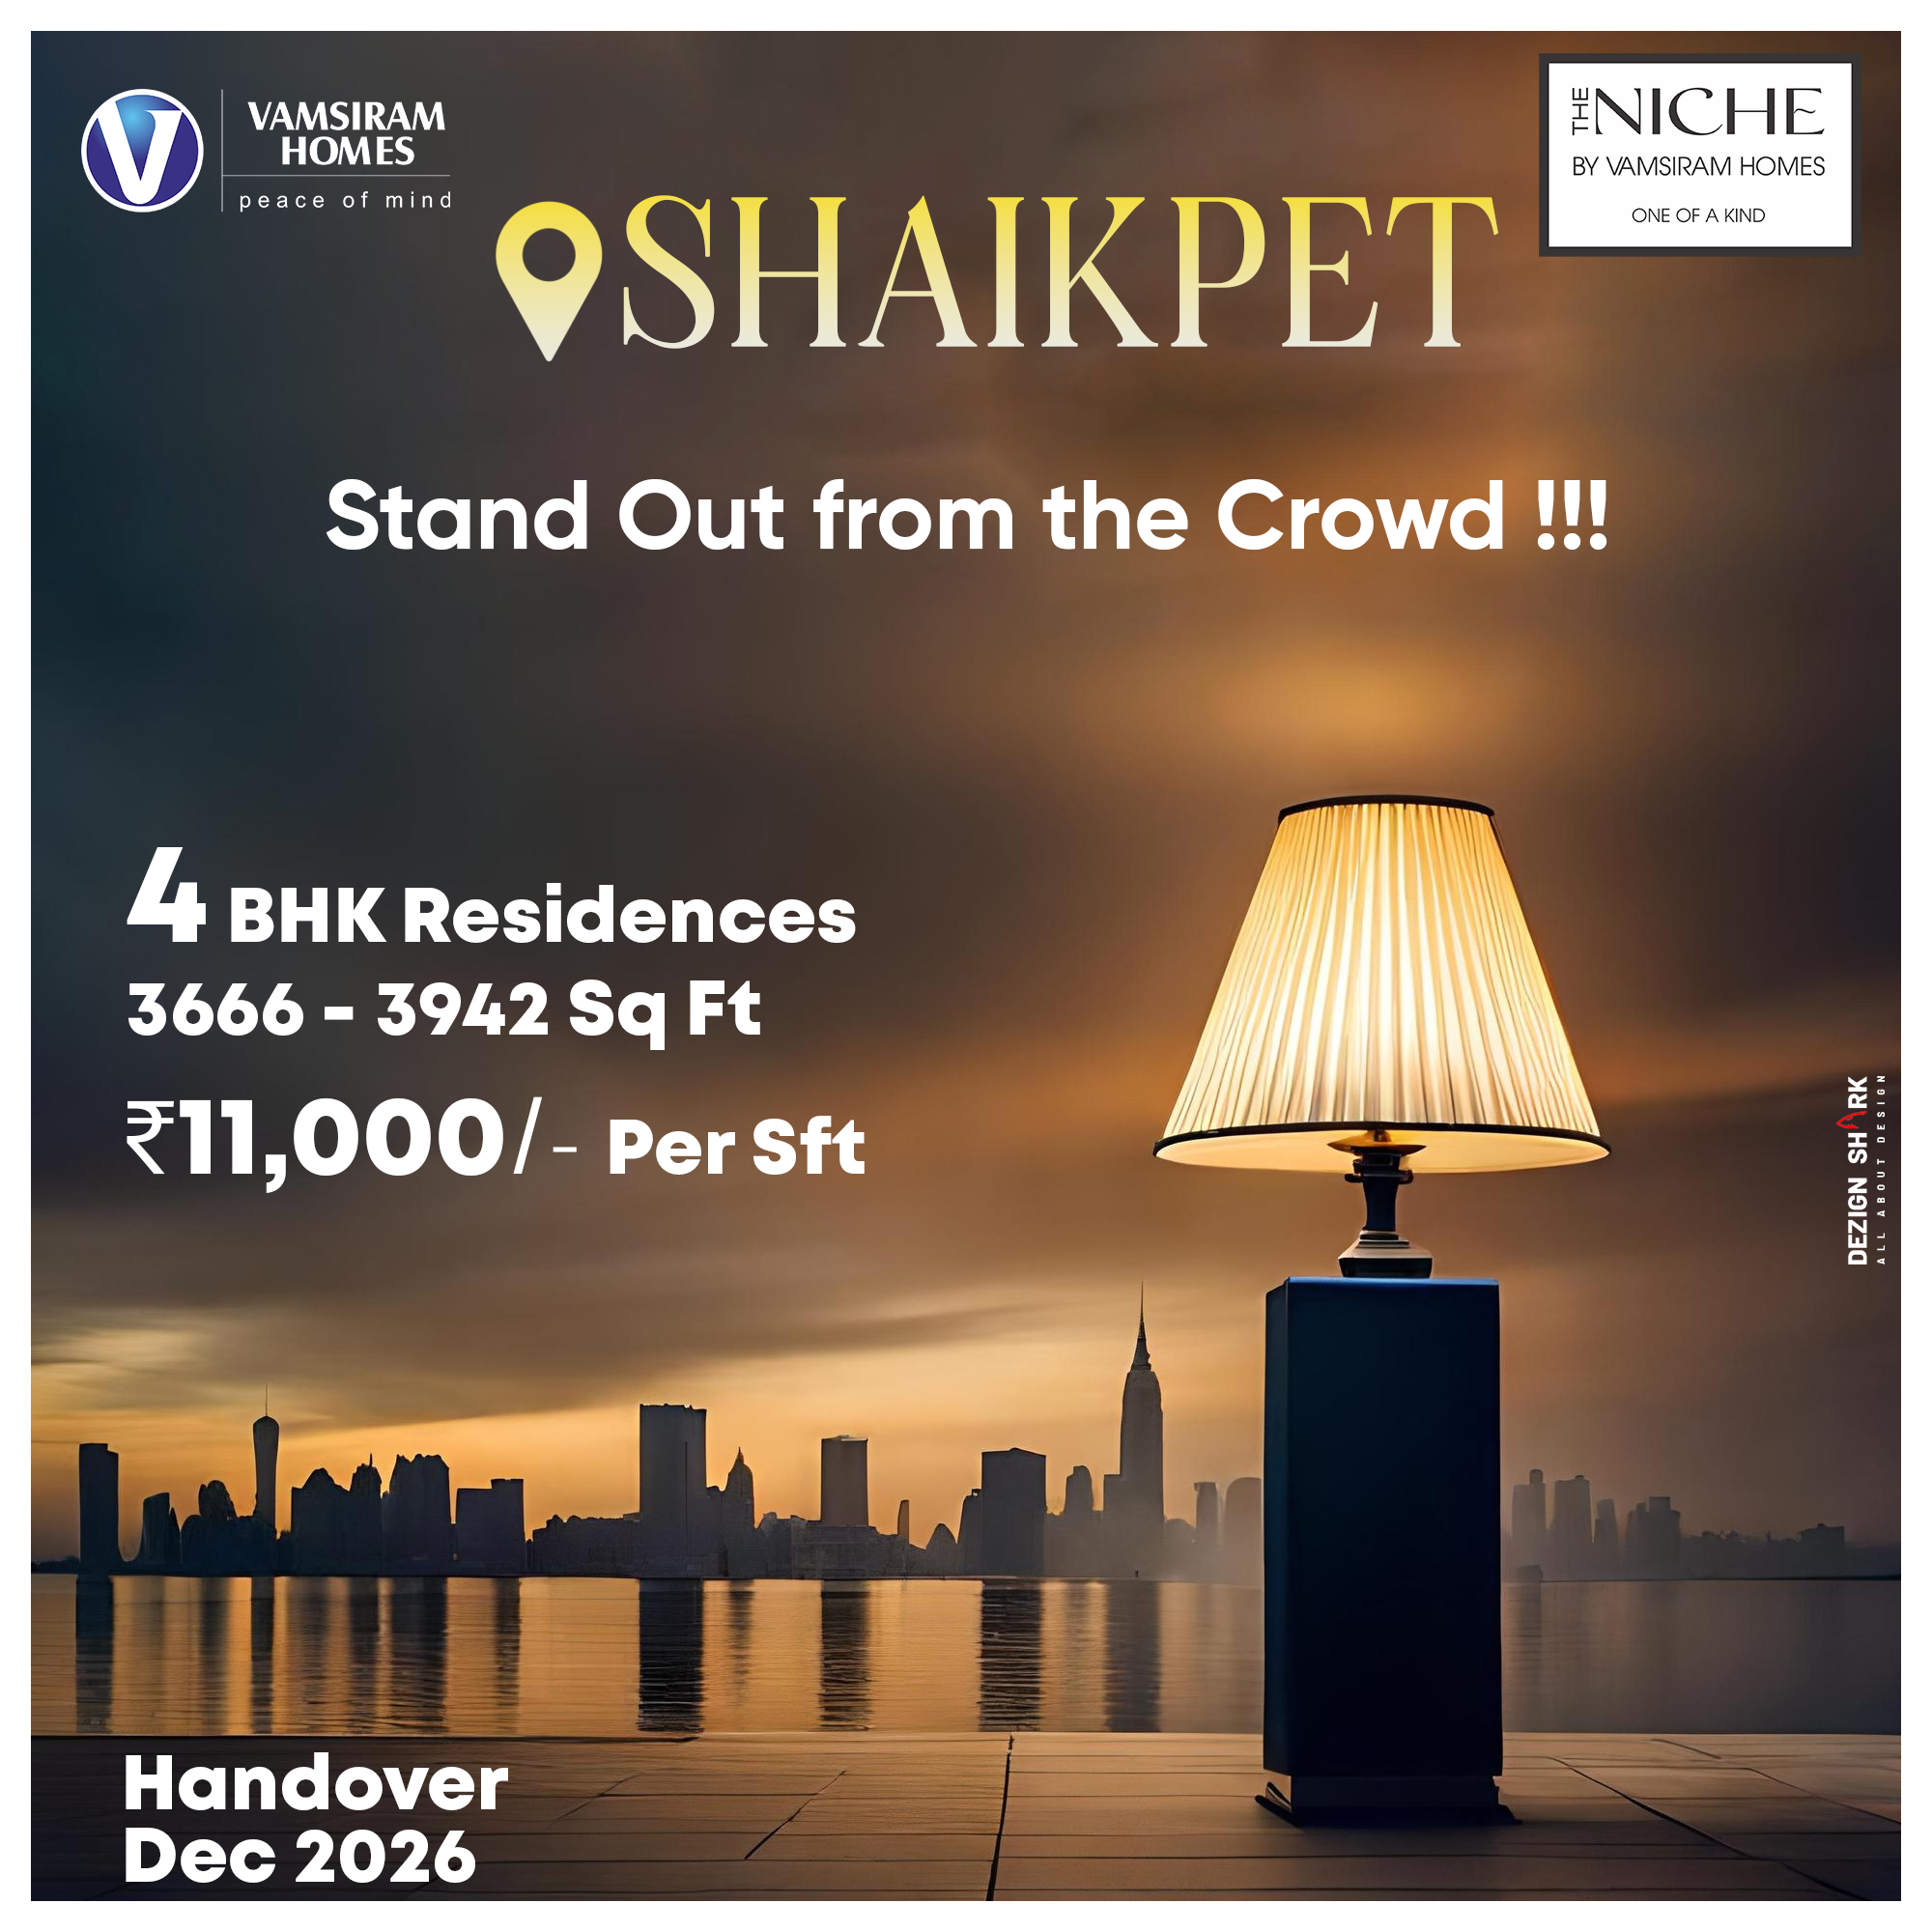 VAMSIRAM
HOMES
peace of mind
THE NICHE
BY VAMSIRAM HOMES
ONE OF A KIND
SHAIKPET
Stand Out from the Crowd !!!
4 BHK Residences
3666 - 3942 Sq Ft
₹11,000/- Per Sft
DEZIGN SHARK
ALL ABOUT DESIGN
Handover
Dec 2026